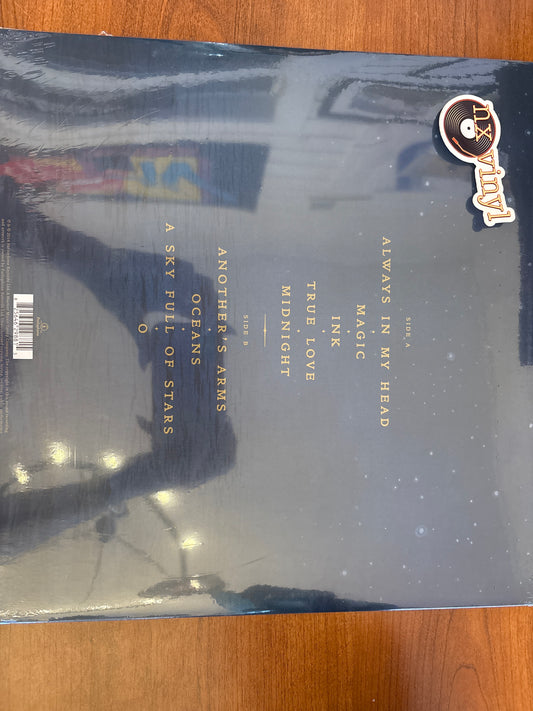 nx
vinyl
SIDE A
ALWAYS IN MY HEAD
MAGIC
INK
TRUE LOVE
MIDNIGHT
SIDE B
ANOTHER'S ARMS
OCEANS
A SKY FULL OF STARS
O